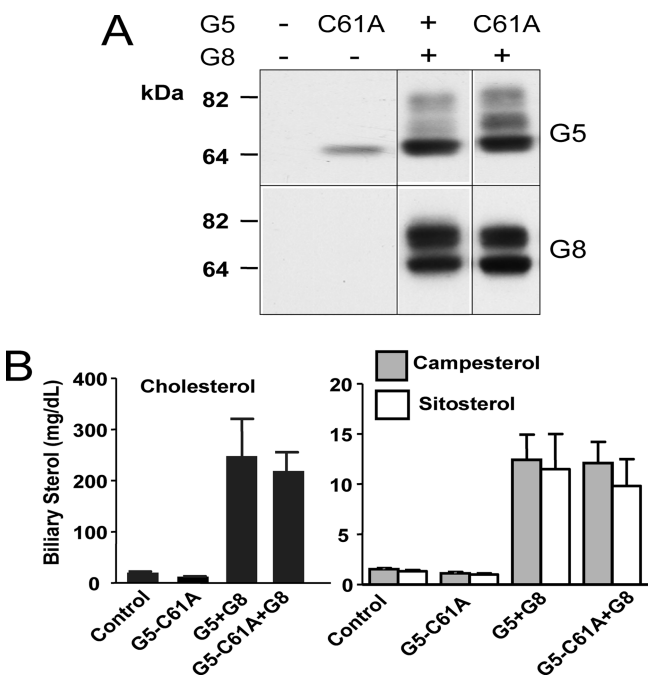 A
G5 - C61A + C61A
G8 - - + +
kDa
82
64
G5
82
64
G8
B
Biliary Sterol (mg/dL)
400
300
200
100
0
Cholesterol
Control
G5-C61A
G5+G8
G5-C61A+G8
Campesterol
Sitosterol
20
15
10
5
0
Control
G5-C61A
G5+G8
G5-C61A+G8